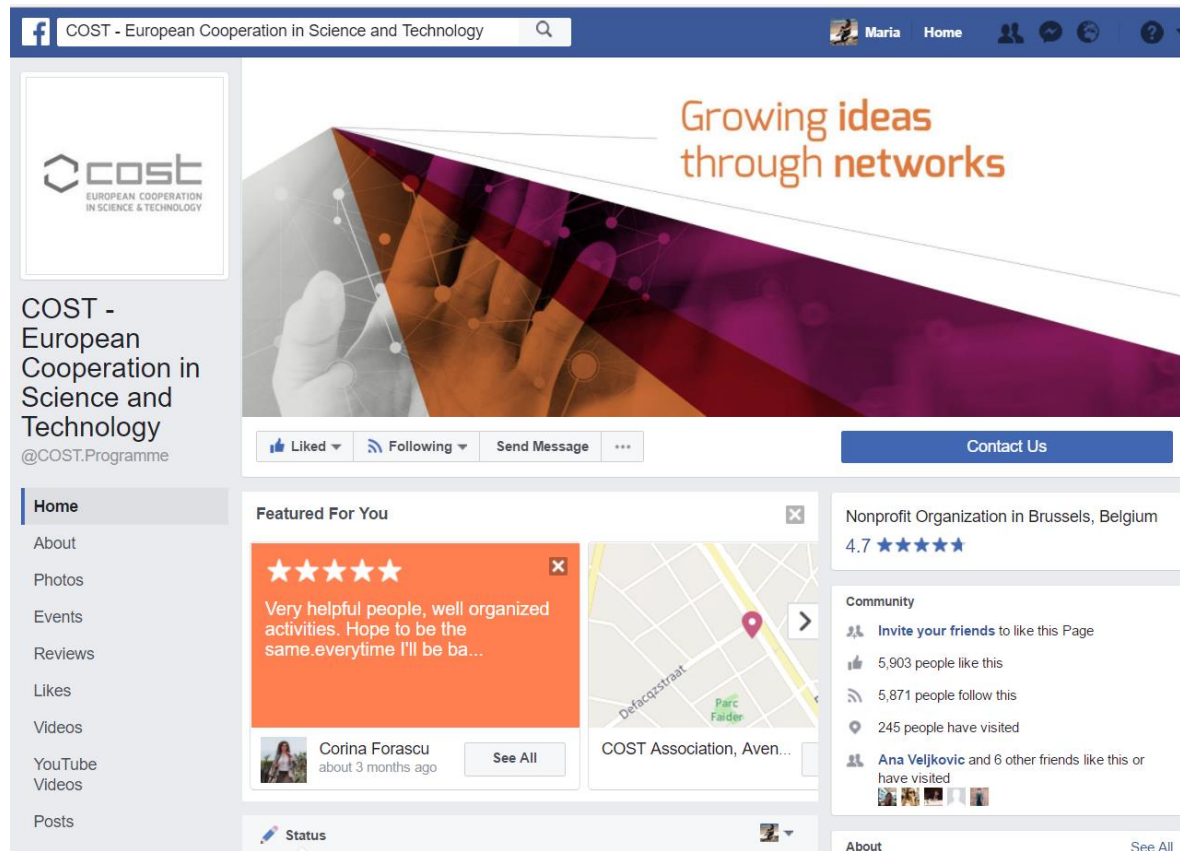 COST - European Cooperation in Science and Technology
Maria Home
cost
EUROPEAN COOPERATION
IN SCIENCE & TECHNOLOGY
Growing ideas
through networks
COST -
European
Cooperation in
Science and
Technology
@COST.Programme
Liked Following Send Message ...
Contact Us
Home
About
Photos
Events
Reviews
Likes
Videos
YouTube
Videos
Posts
Featured For You
Very helpful people, well organized
activities. Hope to be the
same.everytime I'll be ba...
Corina Forascu
about 3 months ago
See All
Defacqzstraat
Parc
Faider
COST Association, Aven...
Status
Nonprofit Organization in Brussels, Belgium
4.7
Community
Invite your friends to like this Page
5,903 people like this
5,871 people follow this
245 people have visited
Ana Veljkovic and 6 other friends like this or
have visited
About See All